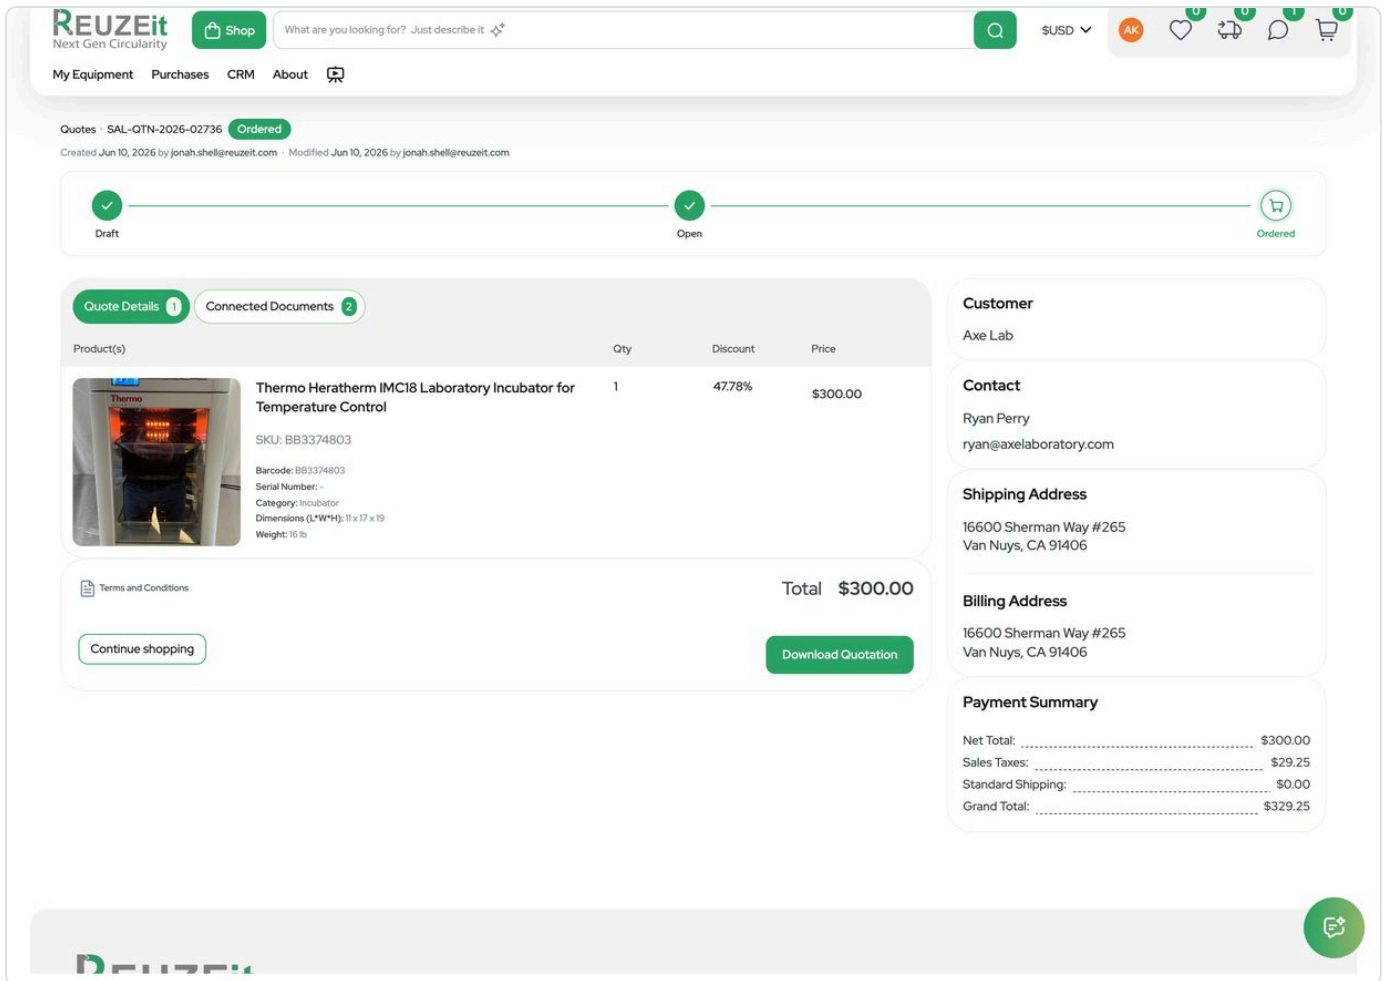 REUZEit
Next Gen Circularity
Shop
What are you looking for? Just describe it
$USD
AK
0
0
1
0
My Equipment Purchases CRM About
Quotes · SAL-QTN-2026-02736 Ordered
Created Jun 10, 2026 by jonah.shell@reuzeit.com · Modified Jun 10, 2026 by jonah.shell@reuzeit.com
Draft
Open
Ordered
Quote Details 1
Connected Documents 2
Product(s) Qty Discount Price
Thermo
Thermo Heratherm IMC18 Laboratory Incubator for
Temperature Control
1 47.78% $300.00
SKU: BB3374803
Barcode: BB3374803
Serial Number: -
Category: Incubator
Dimensions (L*W*H): 11 x 17 x 19
Weight: 16 lb
Terms and Conditions
Total $300.00
Continue shopping
Download Quotation
Customer
Axe Lab
Contact
Ryan Perry
ryan@axelaboratory.com
Shipping Address
16600 Sherman Way #265
Van Nuys, CA 91406
Billing Address
16600 Sherman Way #265
Van Nuys, CA 91406
Payment Summary
Net Total: $300.00
Sales Taxes: $29.25
Standard Shipping: $0.00
Grand Total: $329.25
REUZEit